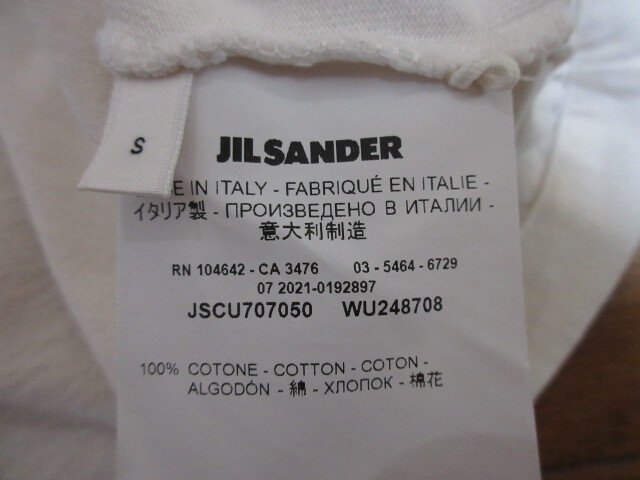 S
JIL SANDER
IN ITALY - FABRIQUÉ EN ITALIE -
イタリア製 - ПРОИЗВЕДЕНО В ИТАЛИИ -
意大利制造
RN 104642 - CA 3476 03 - 5464 - 6729
07 2021-0192897
JSCU707050 WU248708
100% COTONE - COTTON - COTON -
ALGODÓN - 綿 - ХЛОПОК - 棉花